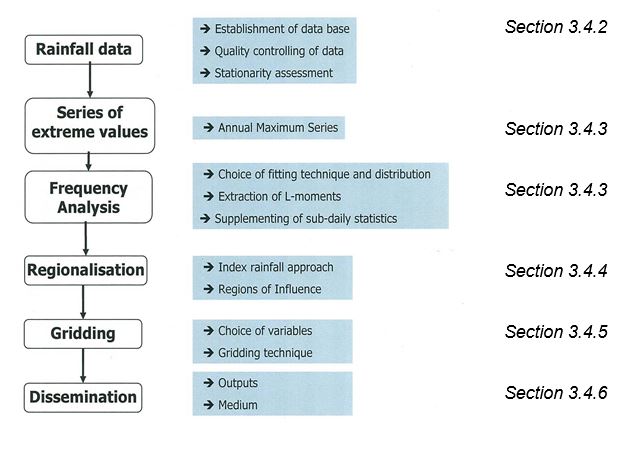 Rainfall data
→ Establishment of data base
→ Quality controlling of data
→ Stationarity assessment
Section 3.4.2
Series of
extreme values
→ Annual Maximum Series
Section 3.4.3
Frequency
Analysis
→ Choice of fitting technique and distribution
→ Extraction of L-moments
→ Supplementing of sub-daily statistics
Section 3.4.3
Regionalisation
→ Index rainfall approach
→ Regions of Influence
Section 3.4.4
Gridding
→ Choice of variables
→ Gridding technique
Section 3.4.5
Dissemination
→ Outputs
→ Medium
Section 3.4.6